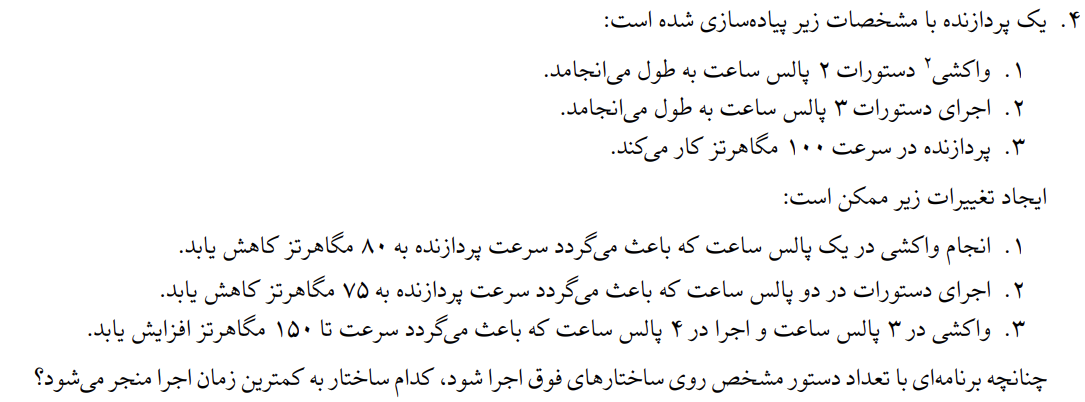 ۴. یک پردازنده با مشخصات زیر پیاده‌سازی شده است:
۱. واکشی۲ دستورات ۲ پالس ساعت به طول می‌انجامد.
۲. اجرای دستورات ۳ پالس ساعت به طول می‌انجامد.
۳. پردازنده در سرعت ۱۰۰ مگاهرتز کار می‌کند.
ایجاد تغییرات زیر ممکن است:
۱. انجام واکشی در یک پالس ساعت که باعث می‌گردد سرعت پردازنده به ۸۰ مگاهرتز کاهش یابد.
۲. اجرای دستورات در دو پالس ساعت که باعث می‌گردد سرعت پردازنده به ۷۵ مگاهرتز کاهش یابد.
۳. واکشی در ۳ پالس ساعت و اجرا در ۴ پالس ساعت که باعث می‌گردد سرعت تا ۱۵۰ مگاهرتز افزایش یابد.
چنانچه برنامه‌ای با تعداد دستور مشخص روی ساختارهای فوق اجرا شود، کدام ساختار به کمترین زمان اجرا منجر می‌شود؟